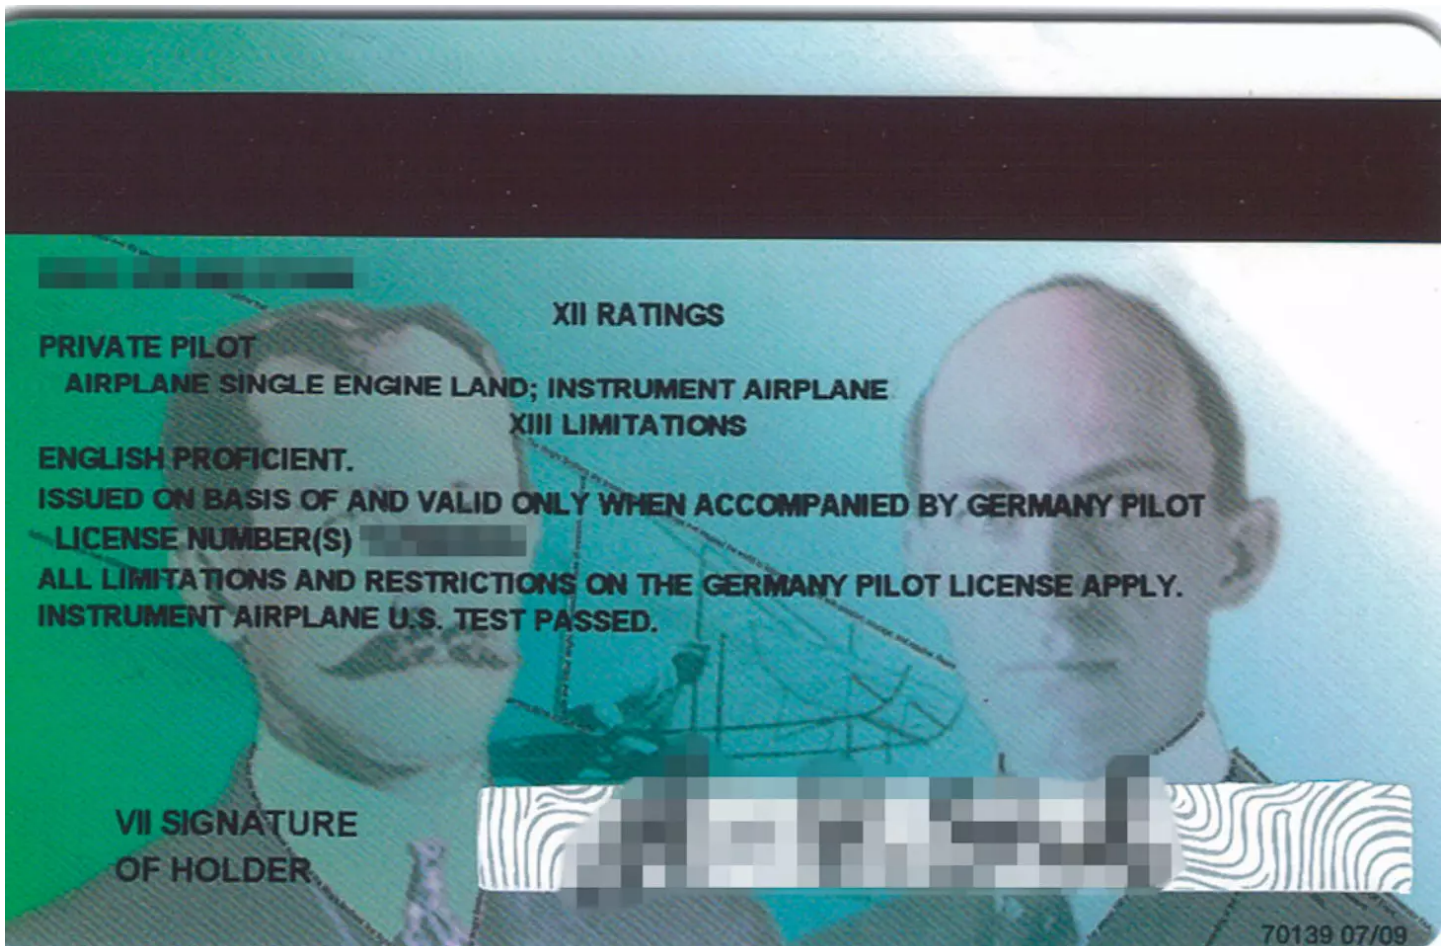 XII RATINGS
PRIVATE PILOT
AIRPLANE SINGLE ENGINE LAND; INSTRUMENT AIRPLANE
XIII LIMITATIONS
ENGLISH PROFICIENT.
ISSUED ON BASIS OF AND VALID ONLY WHEN ACCOMPANIED BY GERMANY PILOT
LICENSE NUMBER(S)
ALL LIMITATIONS AND RESTRICTIONS ON THE GERMANY PILOT LICENSE APPLY.
INSTRUMENT AIRPLANE U.S. TEST PASSED.
VII SIGNATURE
OF HOLDER
70139 07/09